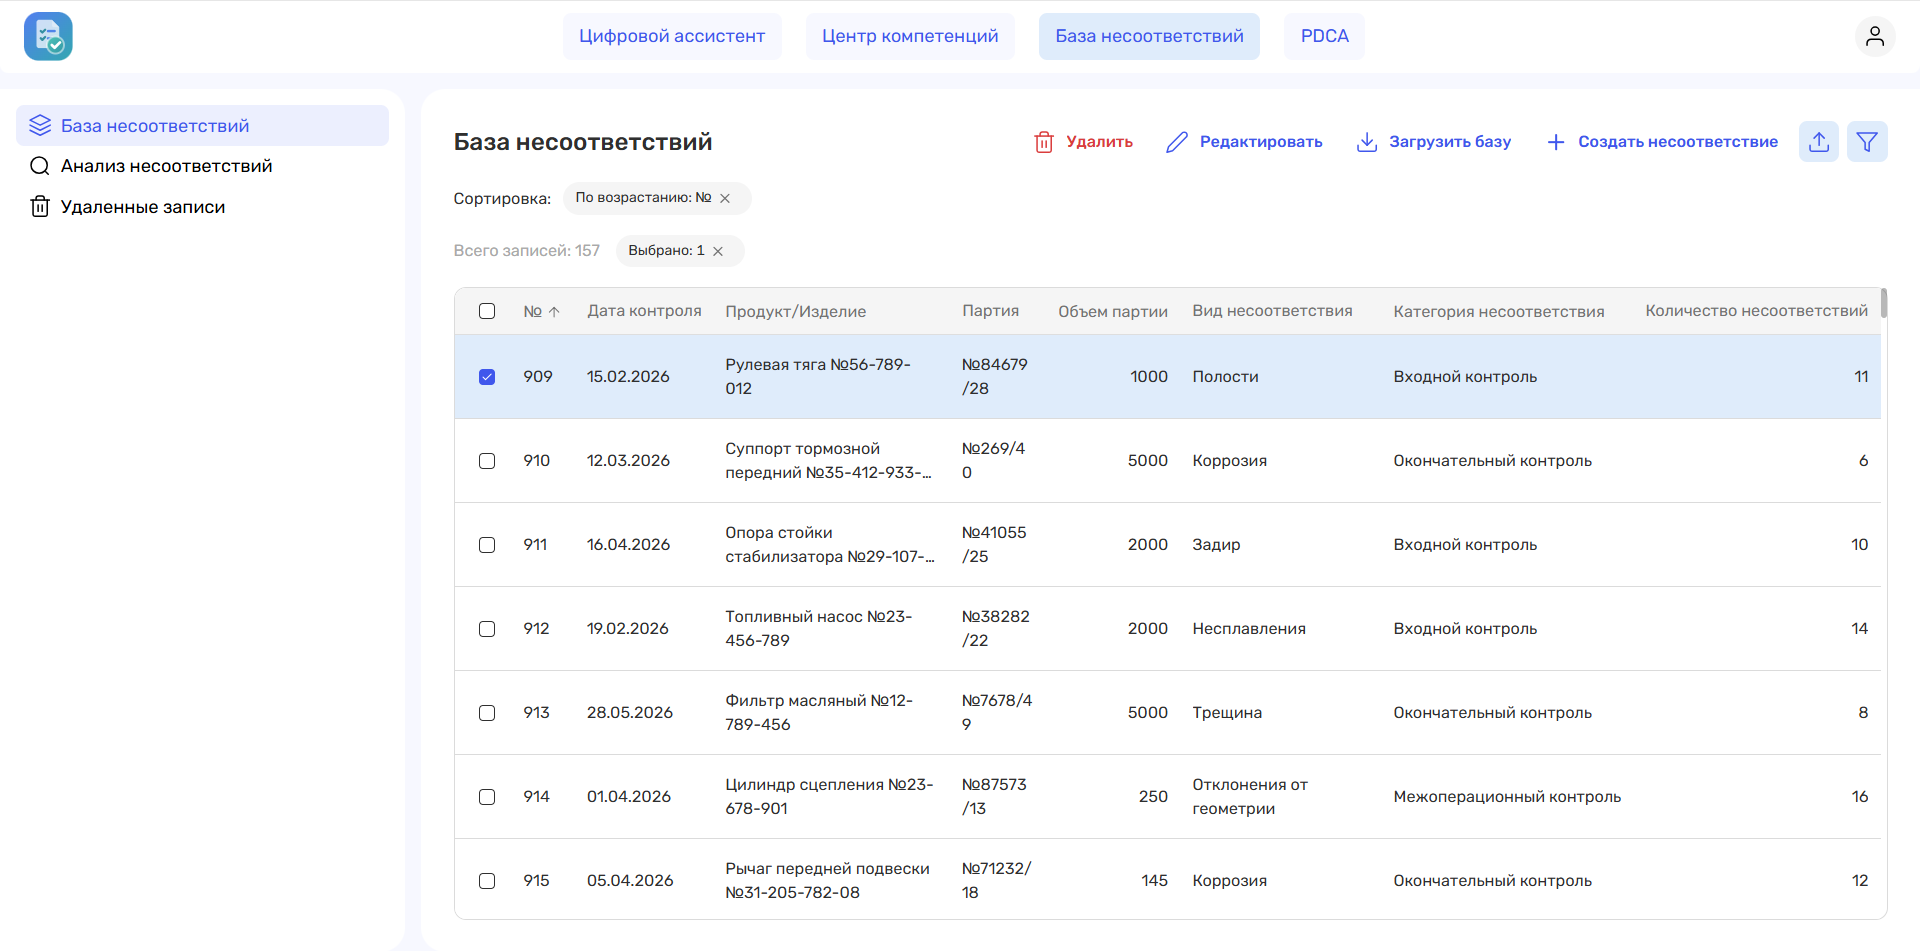 Цифровой ассистент
Центр компетенций
База несоответствий
PDCA
База несоответствий
Анализ несоответствий
Удаленные записи
База несоответствий
Удалить
Редактировать
Загрузить базу
Создать несоответствие
Сортировка:
По возрастанию: №
Всего записей: 157
Выбрано: 1
№ Дата контроля Продукт/Изделие Партия Объем партии Вид несоответствия Категория несоответствия Количество несоответствий
909 15.02.2026 Рулевая тяга №56-789-
012
№84679
/28
1000 Полости Входной контроль 11
910 12.03.2026 Суппорт тормозной
передний №35-412-933-...
№269/4
0
5000 Коррозия Окончательный контроль 6
911 16.04.2026 Опора стойки
стабилизатора №29-107-...
№41055
/25
2000 Задир Входной контроль 10
912 19.02.2026 Топливный насос №23-
456-789
№38282
/22
2000 Несплавления Входной контроль 14
913 28.05.2026 Фильтр масляный №12-
789-456
№7678/4
9
5000 Трещина Окончательный контроль 8
914 01.04.2026 Цилиндр сцепления №23-
678-901
№87573
/13
250 Отклонения от
геометрии
Межоперационный контроль 16
915 05.04.2026 Рычаг передней подвески
№31-205-782-08
№71232/
18
145 Коррозия Окончательный контроль 12